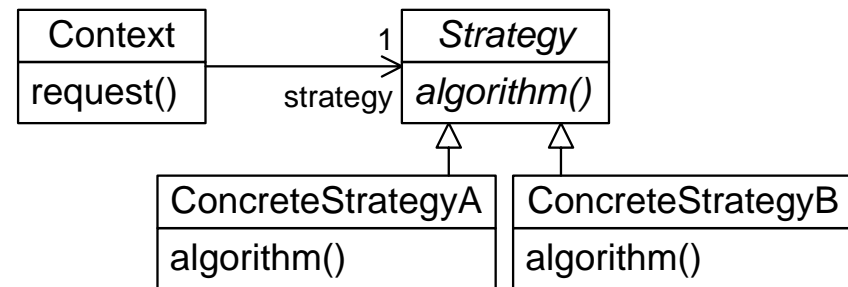 Context
request()
1
strategy
Strategy
algorithm()
ConcreteStrategyA
algorithm()
ConcreteStrategyB
algorithm()